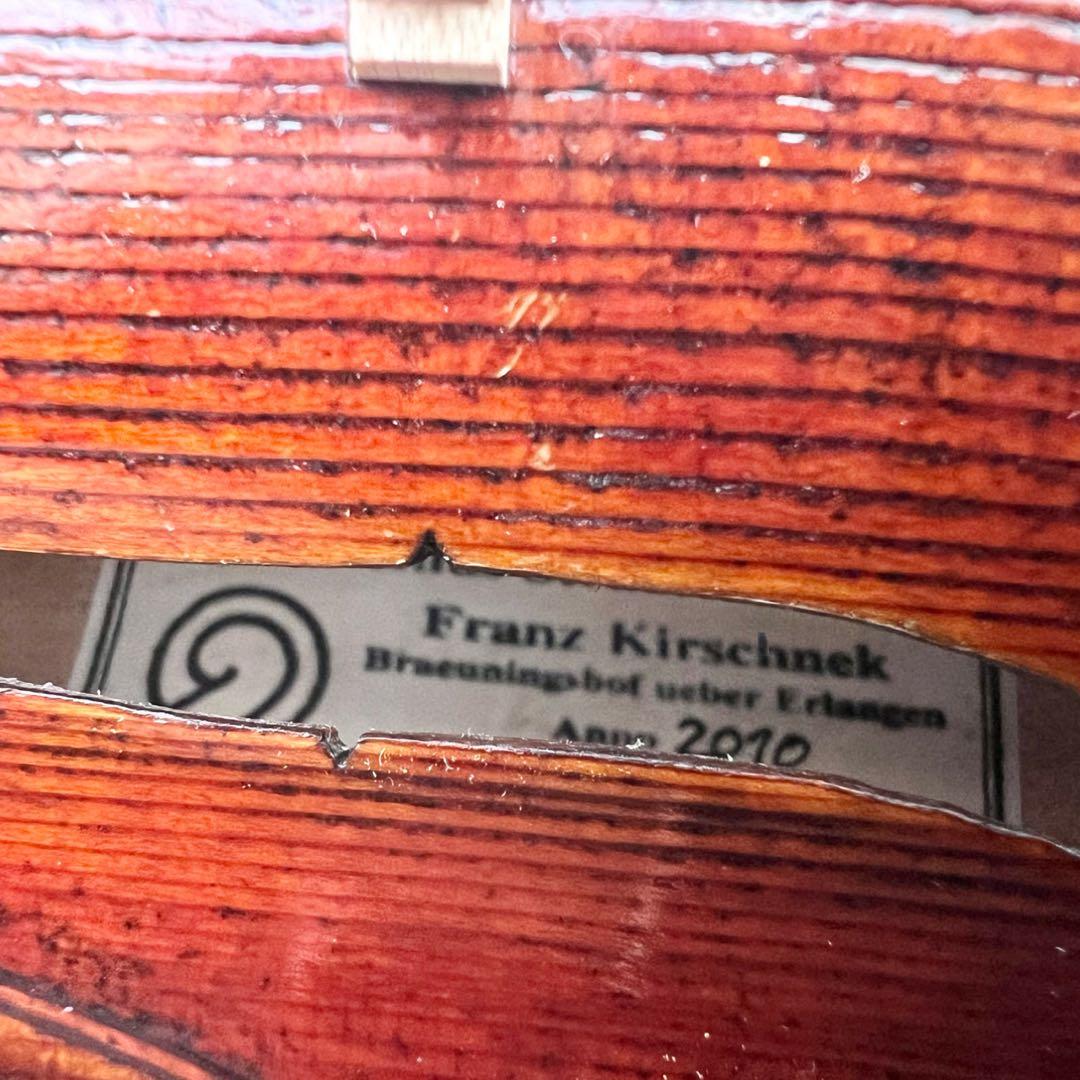 Franz Kirschnek
Braeuningshof ueber Erlangen
Anno 2010